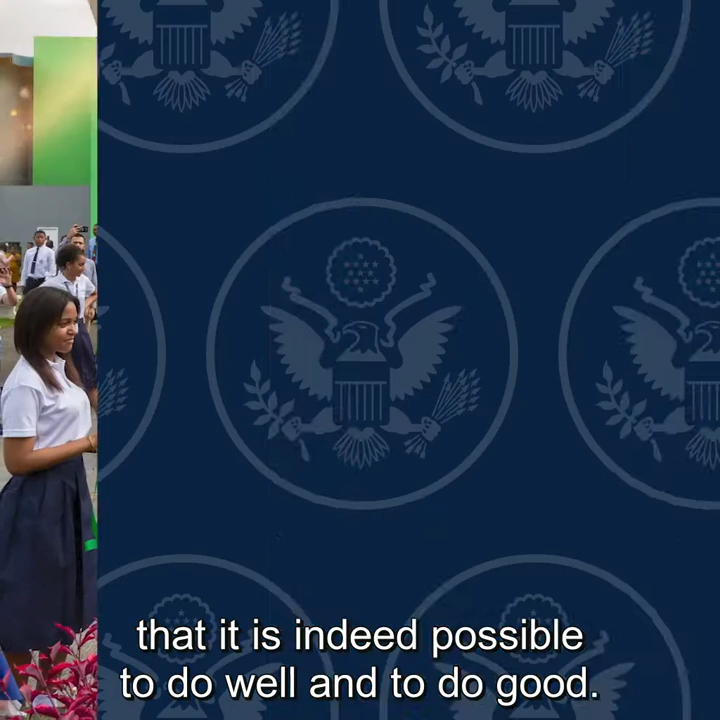 that it is indeed possible
to do well and to do good.